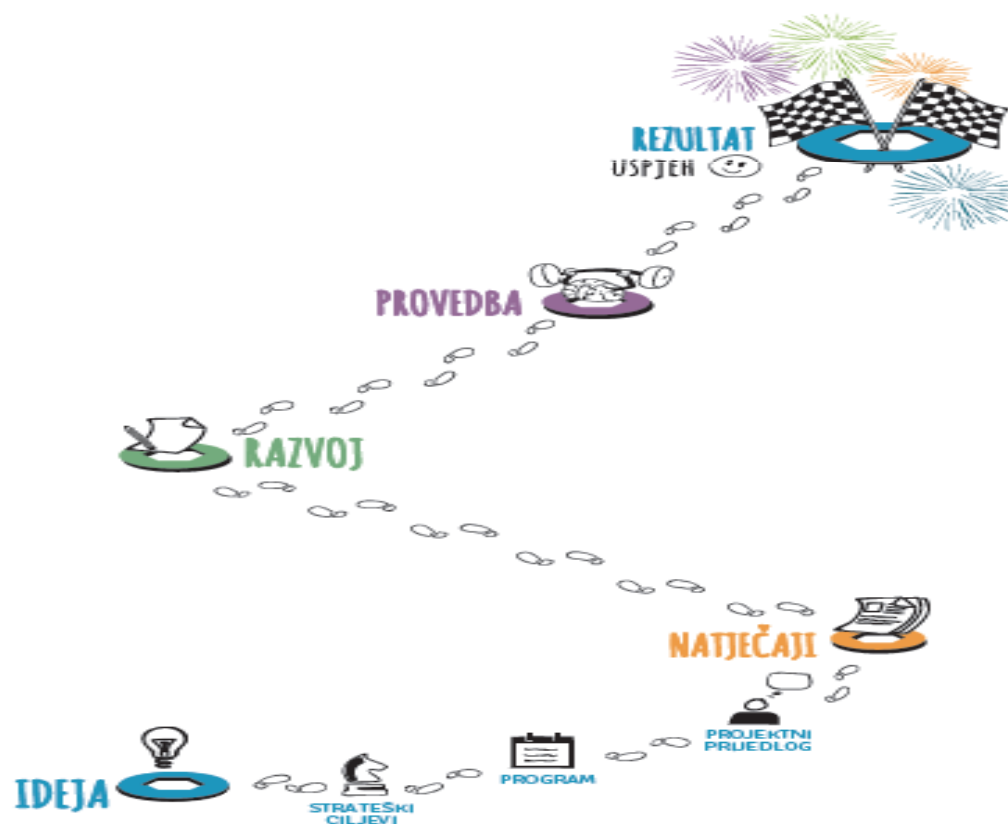 REZULTAT
USPJEH
PROVEDBA
RAZVOJ
NATJEČAJI
PROJEKTNI
PRIJEDLOG
PROGRAM
IDEJA
STRATEŠKI
CILJEVI